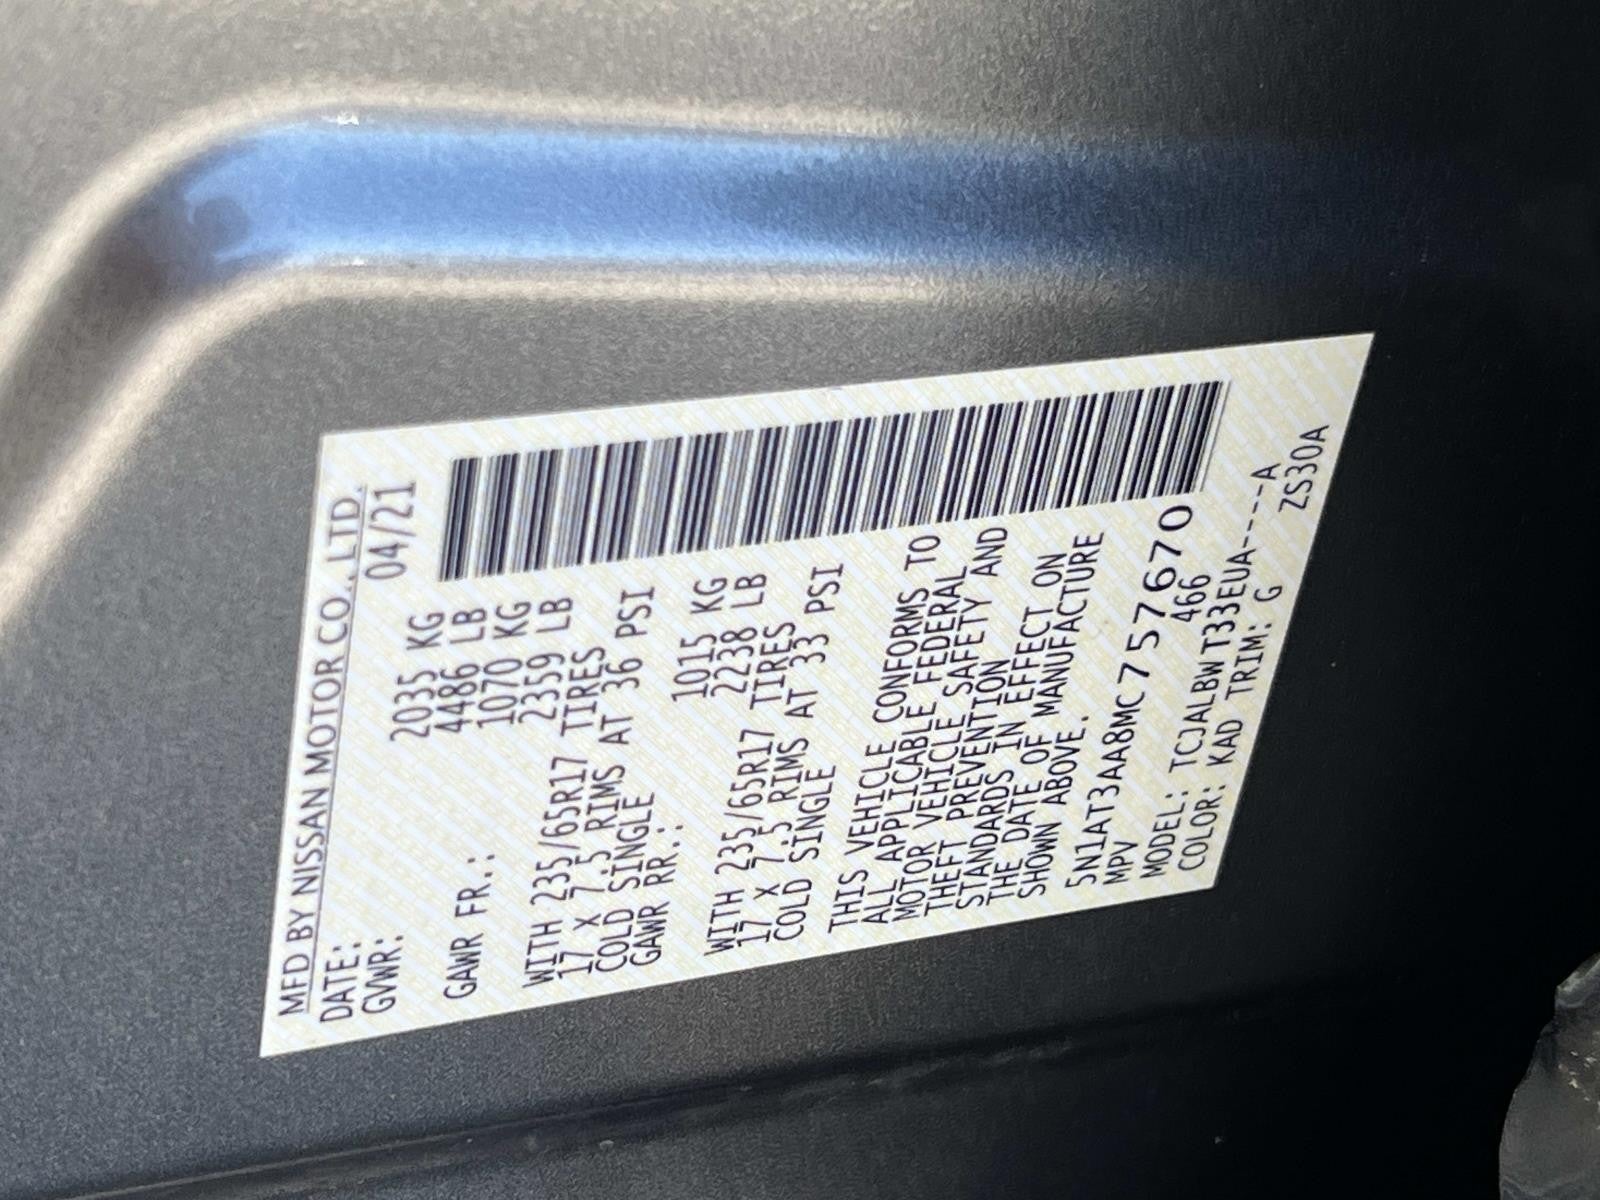 MFD BY NISSAN MOTOR CO., LTD.
DATE: 04/21
GVWR: 2035 KG
4486 LB
GAWR FR.: 1070 KG
2359 LB
WITH 235/65R17 TIRES
17 x 7.5 RIMS AT 36 PSI
COLD SINGLE
GAWR RR.: 1015 KG
2238 LB
WITH 235/65R17 TIRES
17 x 7.5 RIMS AT 33 PSI
COLD SINGLE
THIS VEHICLE CONFORMS TO
ALL APPLICABLE FEDERAL
MOTOR VEHICLE SAFETY AND
THEFT PREVENTION
STANDARDS IN EFFECT ON
THE DATE OF MANUFACTURE
SHOWN ABOVE.
5N1AT3AA8MC757670
MPV 466
MODEL: TCJALBWT33EUA-----A
COLOR: KAD TRIM: G
ZS30A